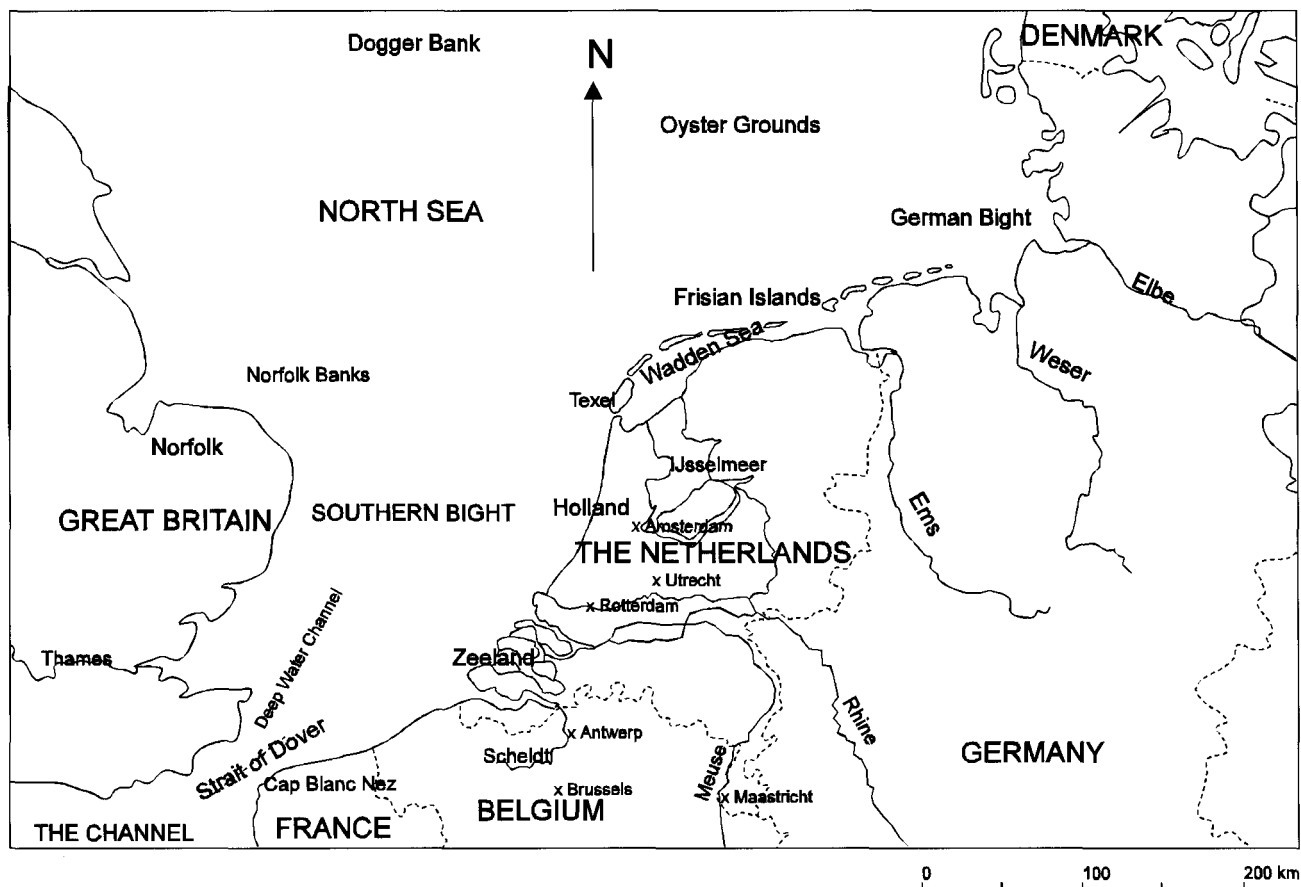 DENMARK
Dogger Bank
N
Oyster Grounds
NORTH SEA
German Bight
Elbe
Frisian Islands
Wadden Sea
Weser
Norfolk Banks
Texel
Norfolk
IJsselmeer
Holland
SOUTHERN BIGHT
GREAT BRITAIN
Ems
x Amsterdam
THE NETHERLANDS
x Utrecht
x Rotterdam
Deep Water Channel
Thames
Zeeland
Rhine
x Antwerp
Scheldt
Strait of Dover
GERMANY
Meuse
Cap Blanc Nez
x Brussels
x Maastricht
BELGIUM
FRANCE
THE CHANNEL
0 100 200 km